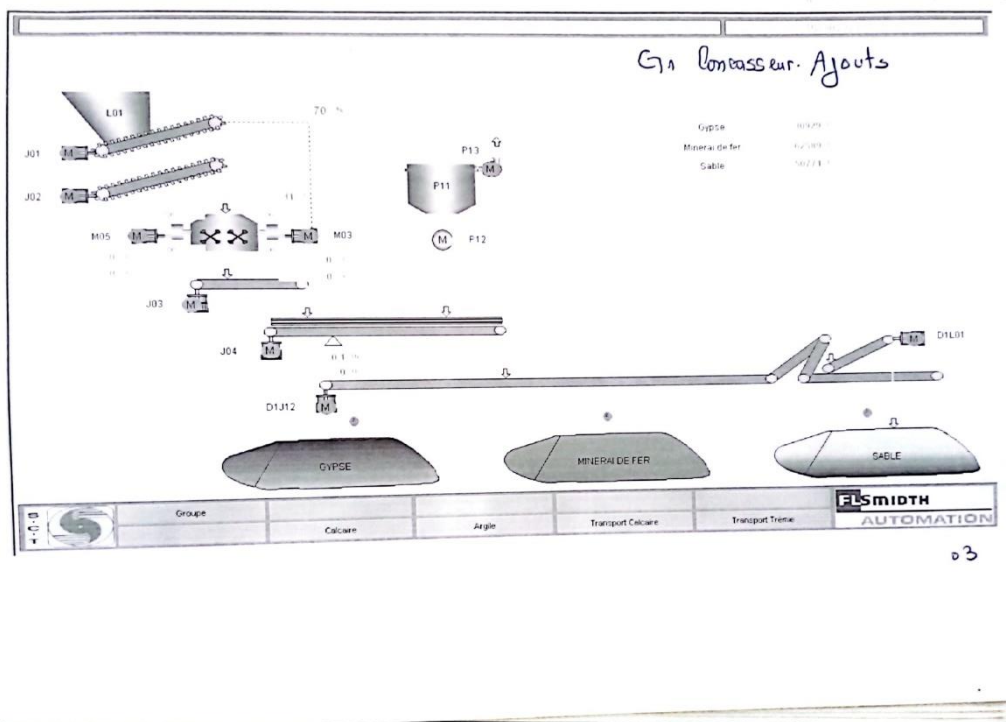 G1 Concasseur. Ajouts
L01
70 %
Gypse
J01
P13
Minerai de fer
Sable
J02
P11
M05
M03
P12
J03
J04
D1L01
D1J12
GYPSE
MINERAI DE FER
SABLE
S.C.T
Groupe
Calcaire
Argile
Transport Calcaire
Transport Trémie
FLSMIDTH
AUTOMATION
03